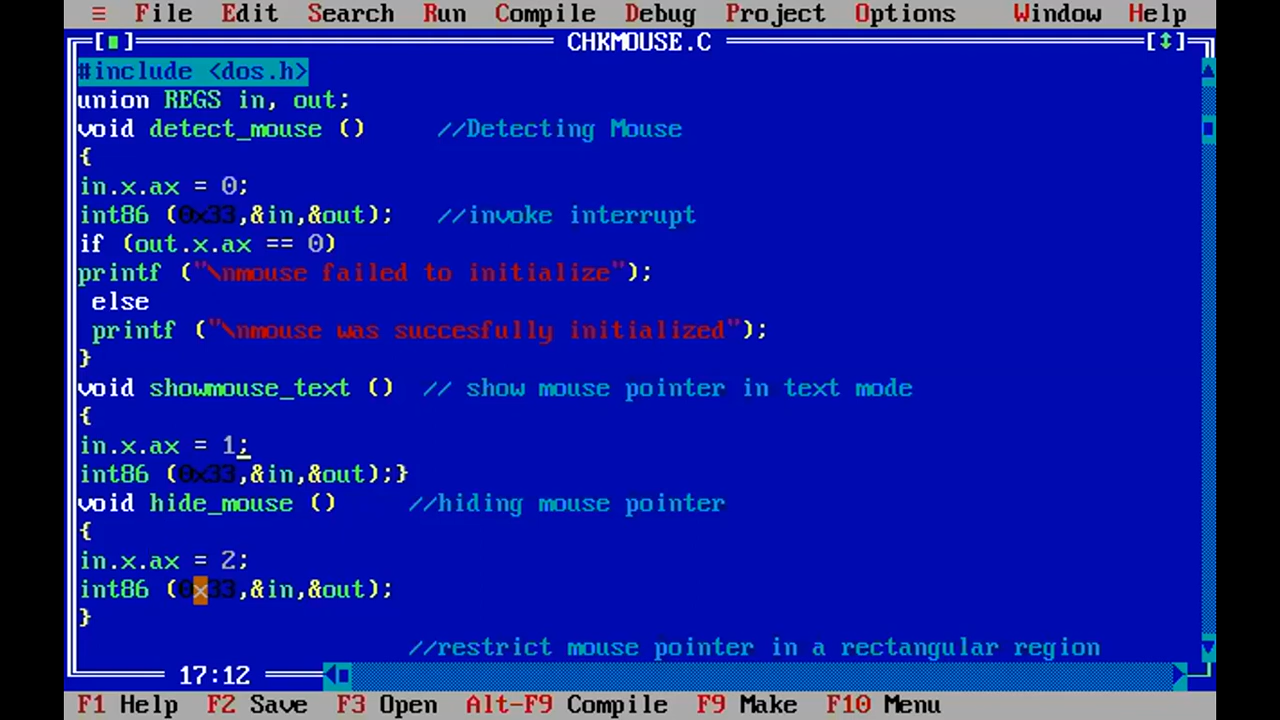 ≡ File Edit Search Run Compile Debug Project Options Window Help
[■] CHKMOUSE.C [↕]
#include <dos.h>
union REGS in, out;
void detect_mouse () //Detecting Mouse
{
in.x.ax = 0;
int86 (0x33,&in,&out); //invoke interrupt
if (out.x.ax == 0)
printf ("\nmouse failed to initialize");
else
printf ("\nmouse was succesfully initialized");
}
void showmouse_text () // show mouse pointer in text mode
{
in.x.ax = 1;
int86 (0x33,&in,&out);}
void hide_mouse () //hiding mouse pointer
{
in.x.ax = 2;
int86 (0x33,&in,&out);
}
//restrict mouse pointer in a rectangular region
17:12
F1 Help F2 Save F3 Open Alt-F9 Compile F9 Make F10 Menu